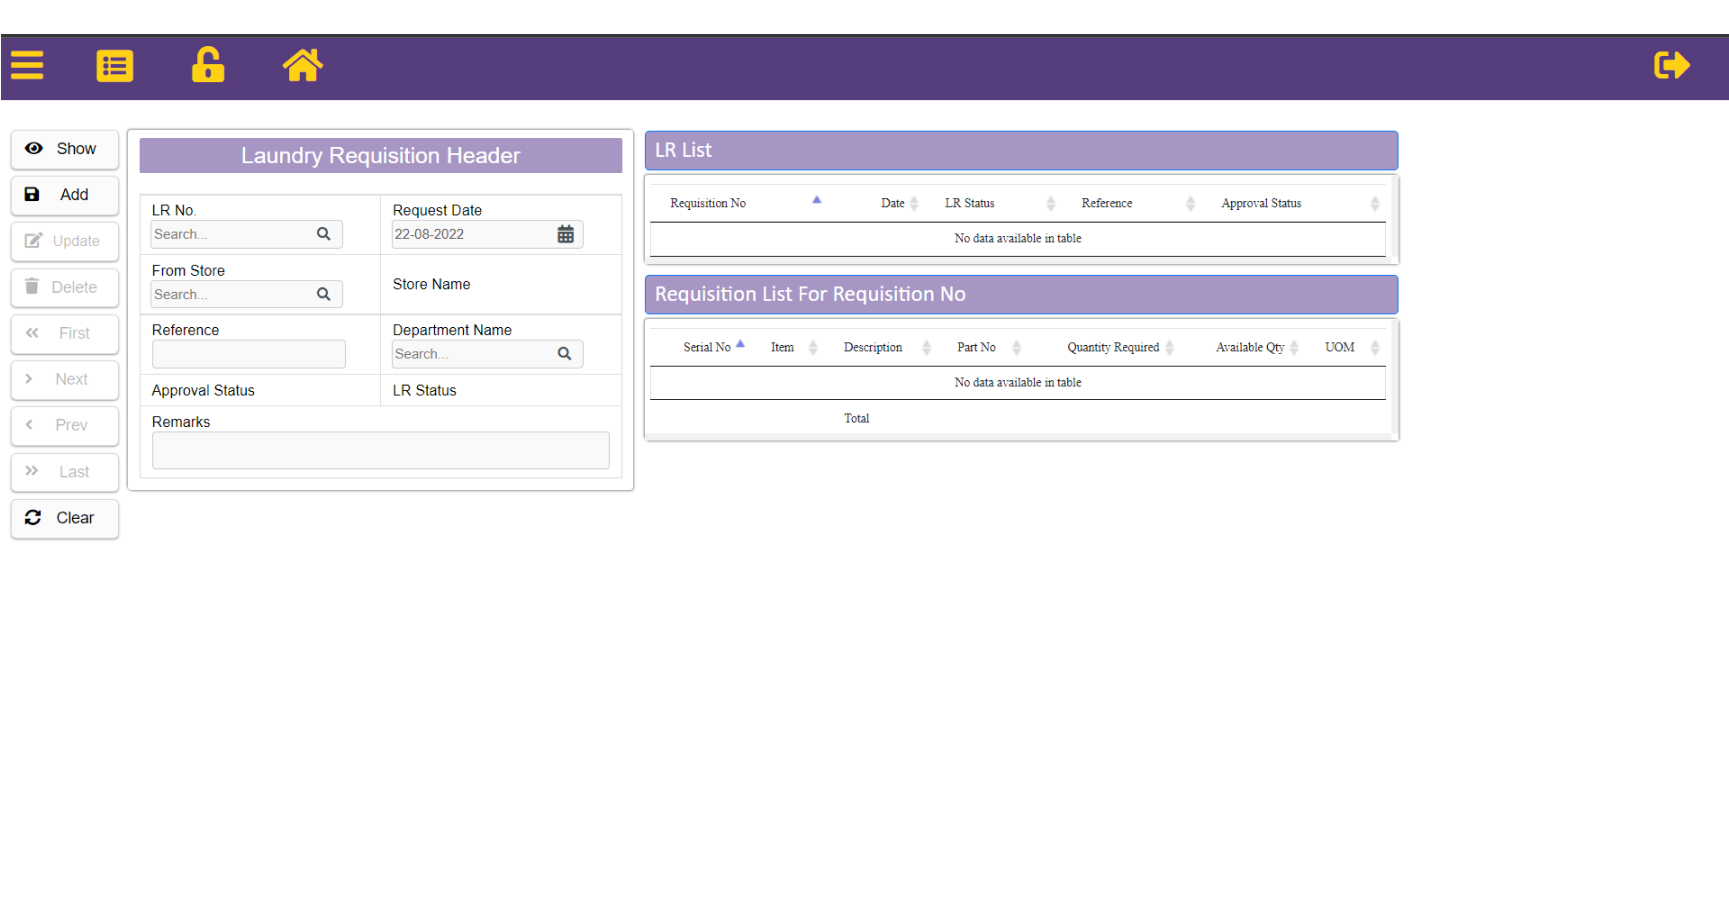 Show
Add
Update
Delete
First
Next
Prev
Last
Clear
Laundry Requisition Header
LR No. Request Date
Search... 22-08-2022
From Store
Search... Store Name
Reference Department Name
Search...
Approval Status LR Status
Remarks
LR List
Requisition No Date LR Status Reference Approval Status
No data available in table
Requisition List For Requisition No
Serial No Item Description Part No Quantity Required Available Qty UOM
No data available in table
Total